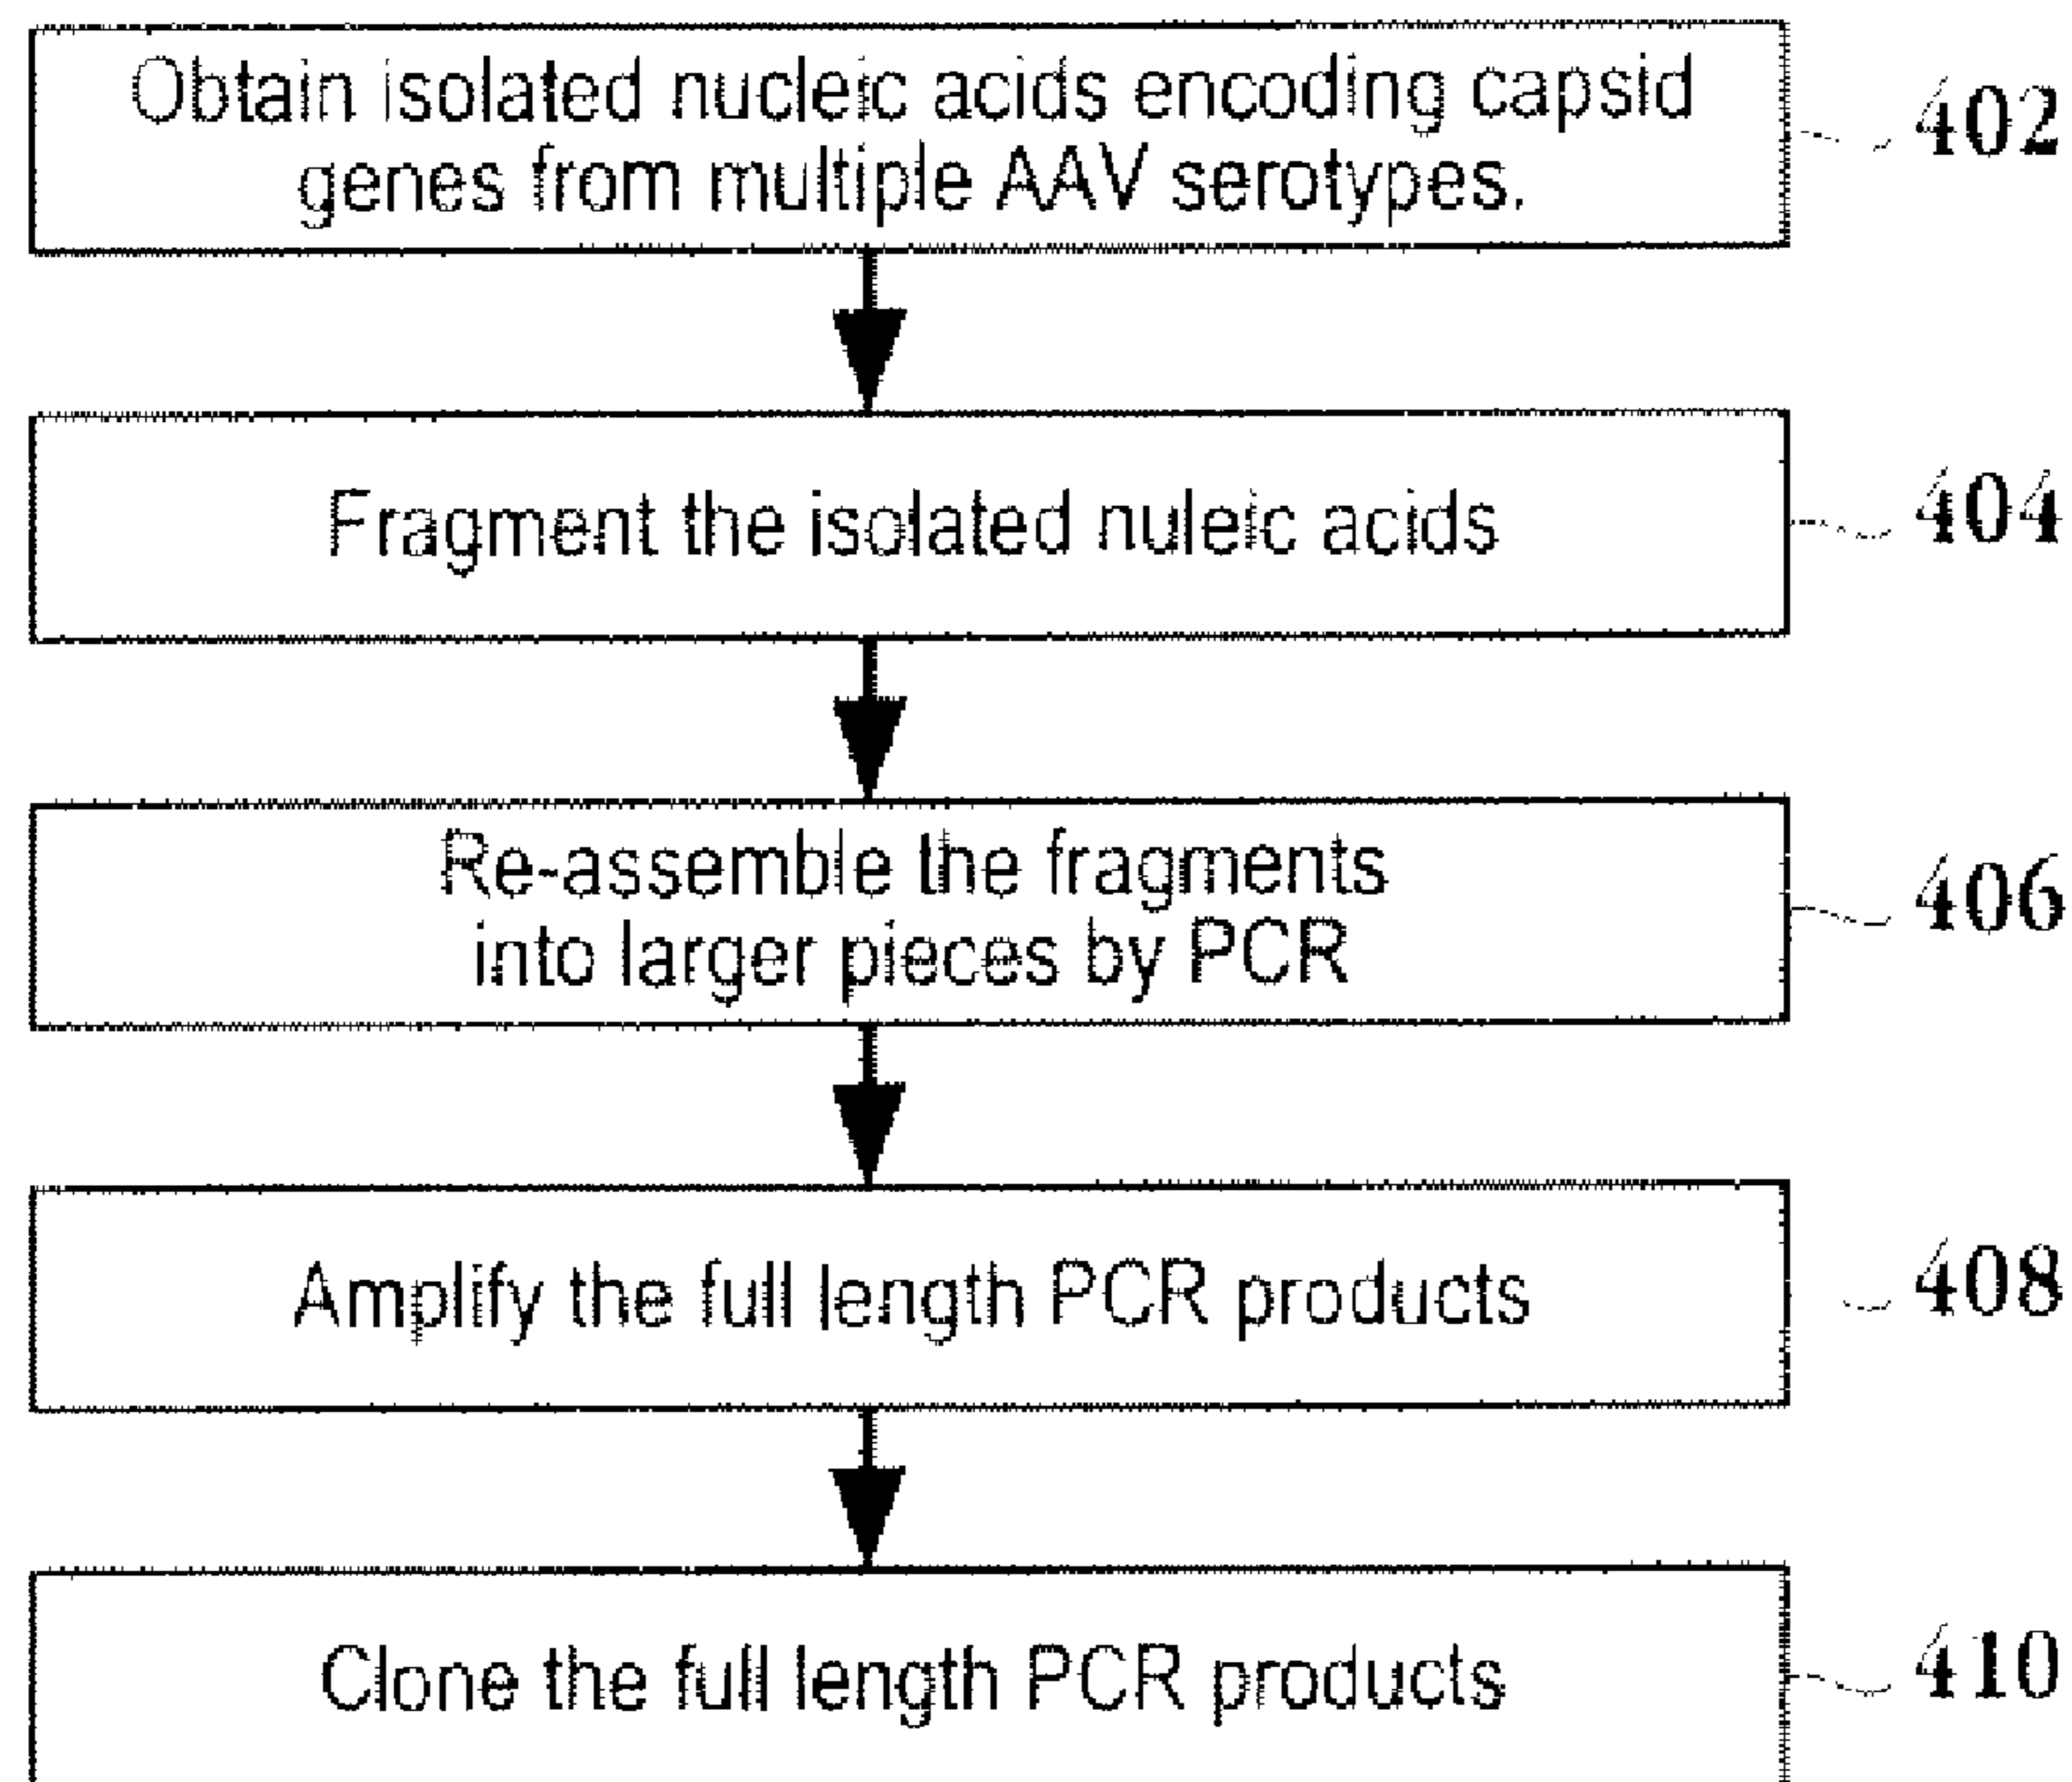 Obtain isolated nucleic acids encoding capsid
genes from multiple AAV serotypes.
402
Fragment the isolated nuleic acids
404
Re-assemble the fragments
into larger pieces by PCR
406
Amplify the full length PCR products
408
Clone the full length PCR products
410